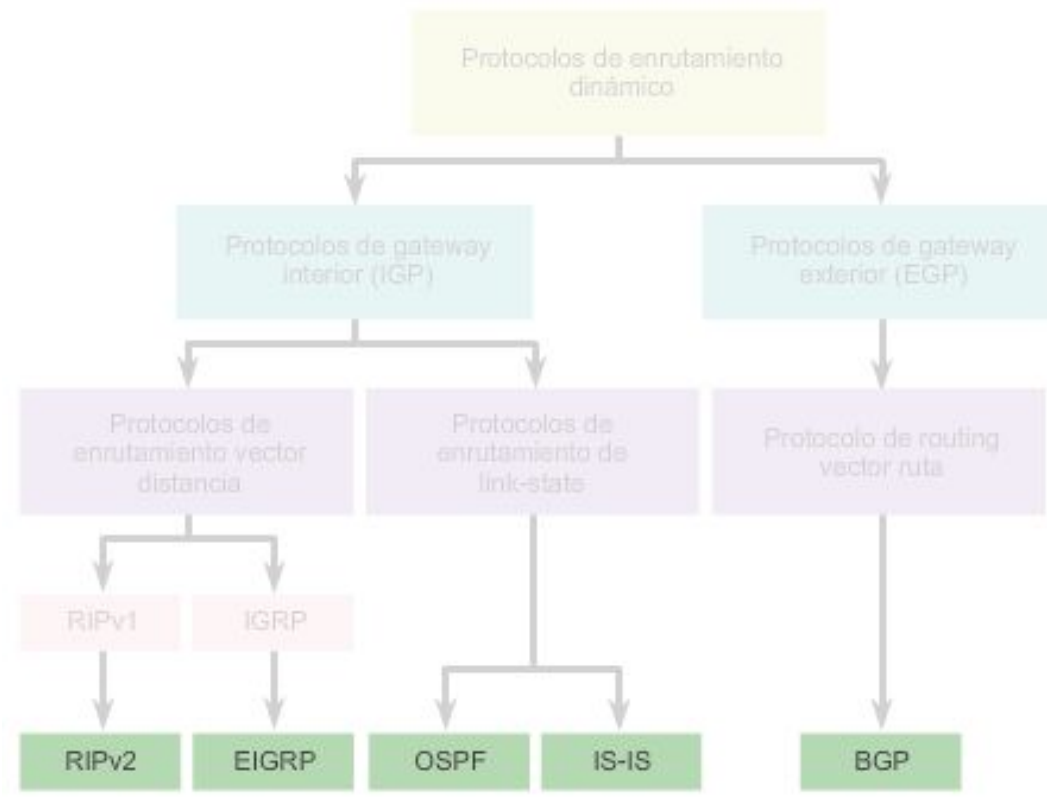 Protocolos de enrutamiento
dinámico
Protocolos de gateway
interior (IGP)
Protocolos de gateway
exterior (EGP)
Protocolos de
enrutamiento vector
distancia
Protocolos de
enrutamiento de
link-state
Protocolo de routing
vector ruta
RIPv1
IGRP
RIPv2
EIGRP
OSPF
IS-IS
BGP